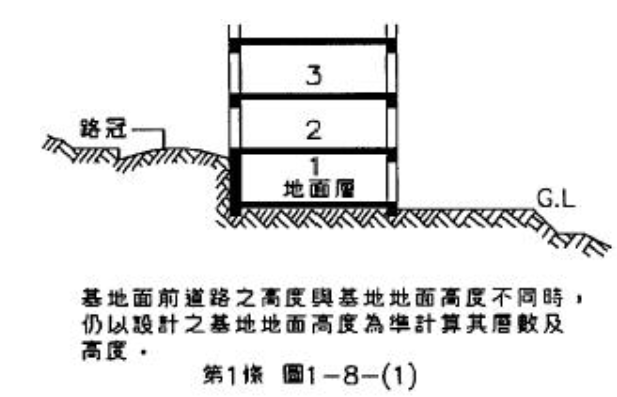 3
路冠
2
1
地面層
G.L
基地面前道路之高度與基地地面高度不同時，
仍以設計之基地地面高度為準計算其層數及
高度．
第1條 圖1-8-(1)